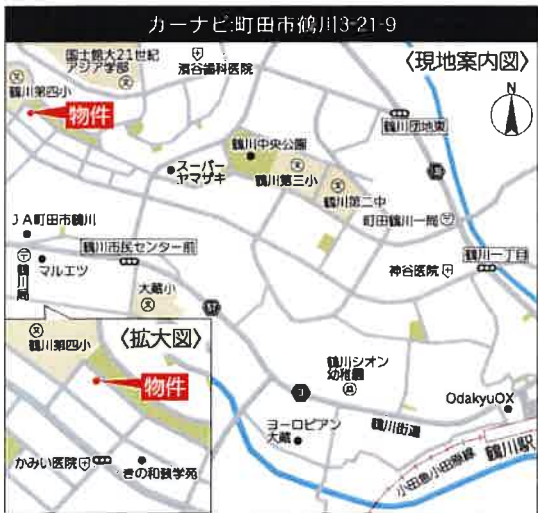 カーナビ:町田市鶴川3-21-9
〈現地案内図〉
国士館大21世紀
アジア学部
澒谷歯科医院
鶴川第四小
物件
N
鶴川団地東
鶴川中央公園
スーパー
ヤマザキ
鶴川第三小
鶴川第二中
町田鶴川一局
JA町田市鶴川
鶴川市民センター前
鶴川一丁目
マルエツ
鶴川局
神谷医院
大蔵小
57
〈拡大図〉
鶴川第四小
物件
鶴川シオン
幼稚園
3
OdakyuOX
鶴川街道
ヨーロピアン
大蔵
鶴川駅
小田急小田原線
かみい医院
きの和額学苑